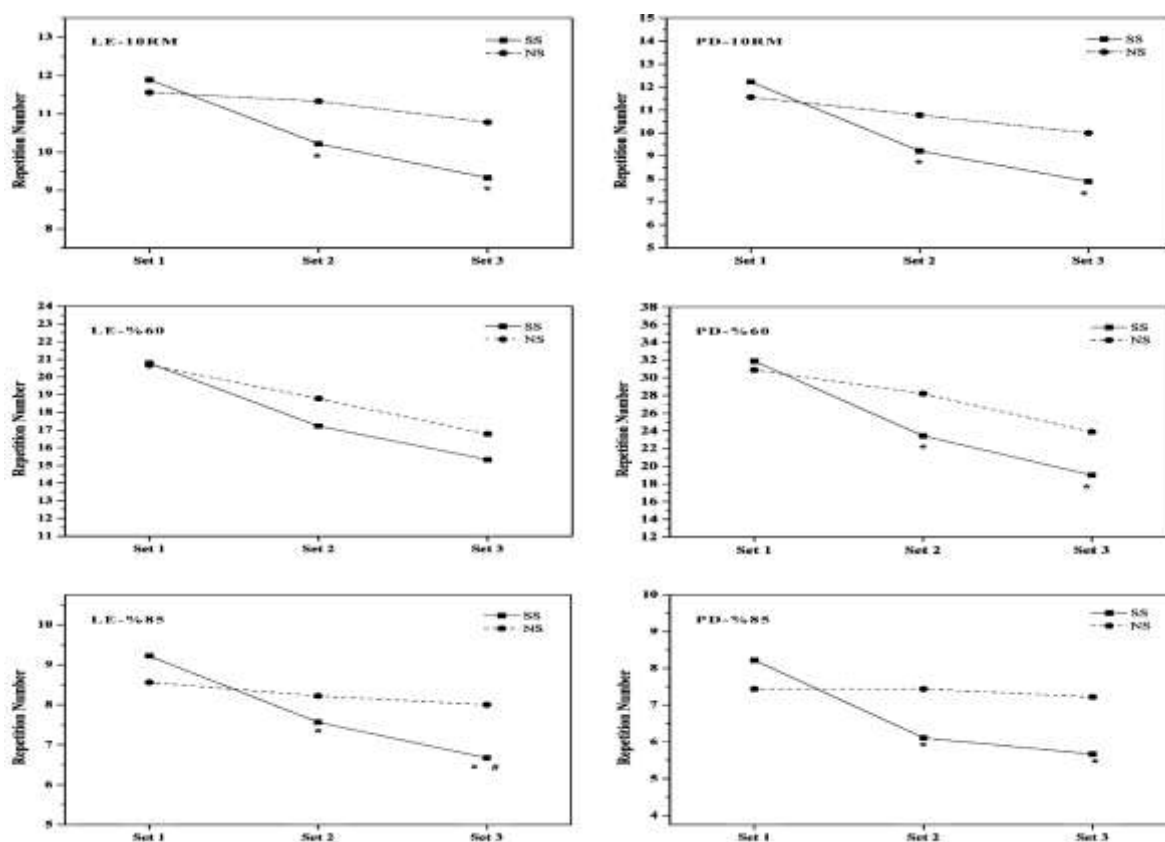 LE-10RM
SS
NS
Repetition Number
13
12
11
10
9
8
*
*
Set 1 Set 2 Set 3
PD-10RM
SS
NS
Repetition Number
15
14
13
12
11
10
9
8
7
6
5
*
*
Set 1 Set 2 Set 3
LE-%60
SS
NS
Repetition Number
24
23
22
21
20
19
18
17
16
15
14
13
12
11
Set 1 Set 2 Set 3
PD-%60
SS
NS
Repetition Number
38
36
34
32
30
28
26
24
22
20
18
16
14
12
*
*
Set 1 Set 2 Set 3
LE-%85
SS
NS
Repetition Number
10
9
8
7
6
5
*
* #
Set 1 Set 2 Set 3
PD-%85
SS
NS
Repetition Number
10
9
8
7
6
5
4
*
*
Set 1 Set 2 Set 3